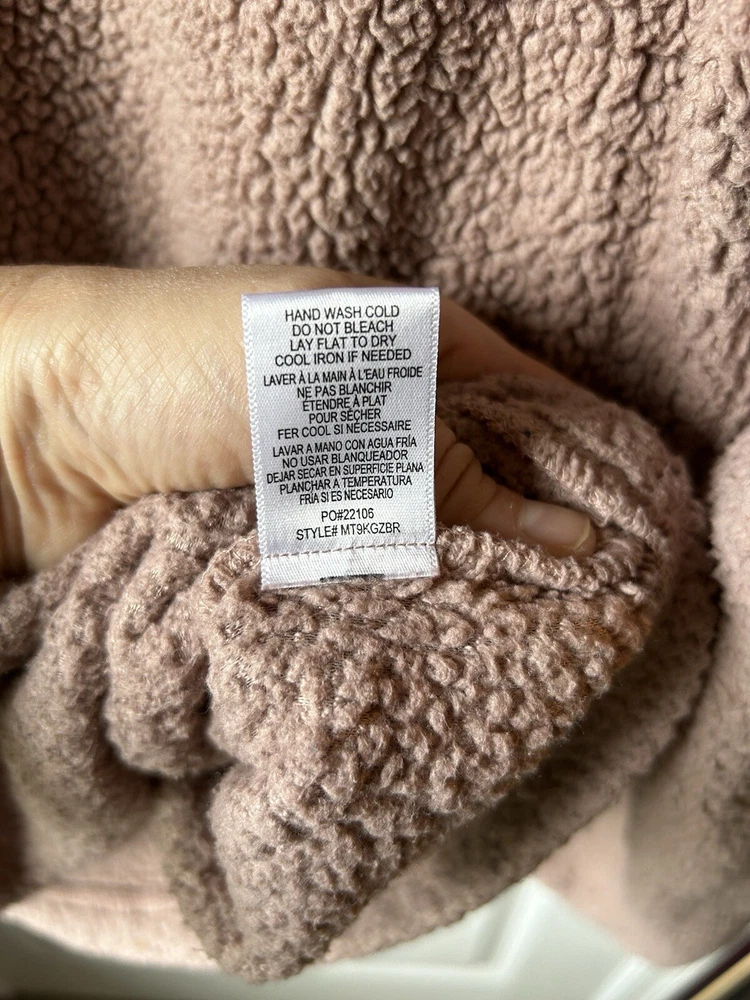 HAND WASH COLD
DO NOT BLEACH
LAY FLAT TO DRY
COOL IRON IF NEEDED
LAVER À LA MAIN À L'EAU FROIDE
NE PAS BLANCHIR
ÉTENDRE À PLAT
POUR SÉCHER
FER COOL SI NÉCESSAIRE
LAVAR A MANO CON AGUA FRÍA
NO USAR BLANQUEADOR
DEJAR SECAR EN SUPERFICIE PLANA
PLANCHAR A TEMPERATURA
FRÍA SI ES NECESARIO
PO#22106
STYLE# MT9KGZBR